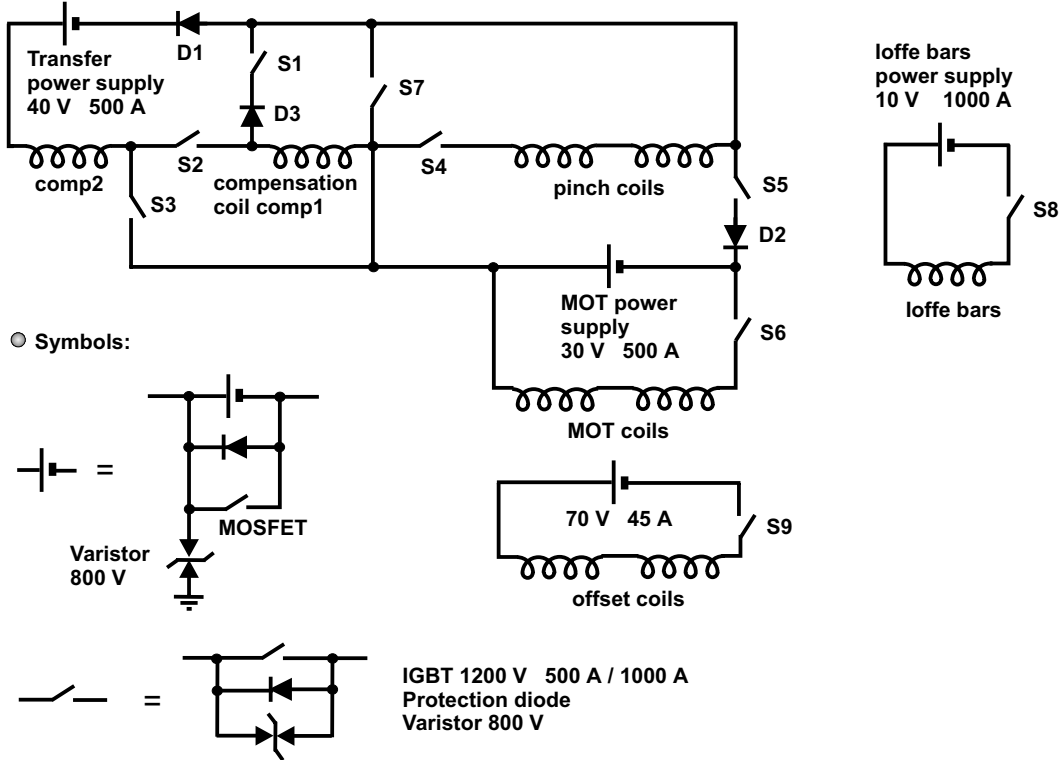 Transfer
power supply
40 V 500 A
D1
S1
D3
S7
S2
comp2
S3
compensation
coil comp1
S4
pinch coils
S5
D2
MOT power
supply
30 V 500 A
S6
MOT coils
Ioffe bars
power supply
10 V 1000 A
S8
Ioffe bars
70 V 45 A
S9
offset coils
Symbols:
=
MOSFET
Varistor
800 V
=
IGBT 1200 V 500 A / 1000 A
Protection diode
Varistor 800 V